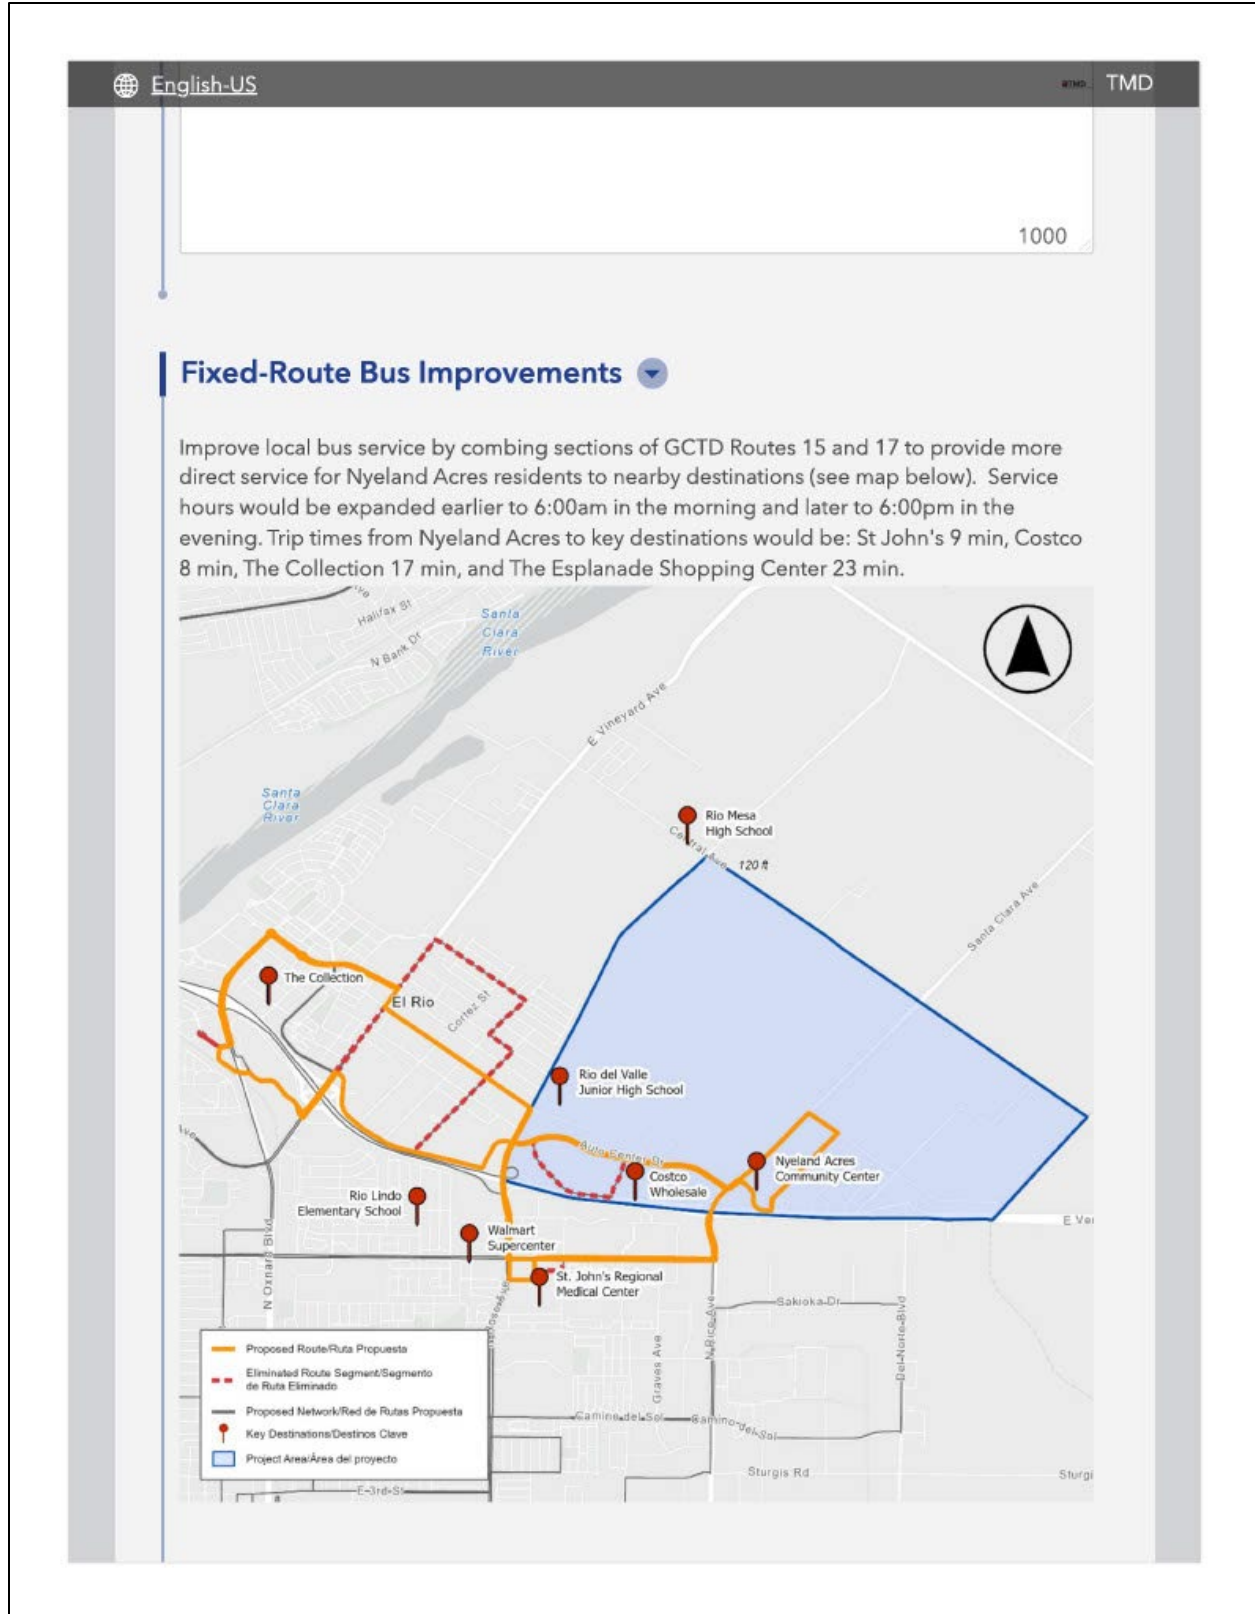 English-US
TMD
1000
Fixed-Route Bus Improvements
Improve local bus service by combing sections of GCTD Routes 15 and 17 to provide more
direct service for Nyeland Acres residents to nearby destinations (see map below).  Service
hours would be expanded earlier to 6:00am in the morning and later to 6:00pm in the
evening. Trip times from Nyeland Acres to key destinations would be: St John's 9 min, Costco
8 min, The Collection 17 min, and The Esplanade Shopping Center 23 min.
Halifax St
N Bank Dr
Santa
Clara
River
E Vineyard Ave
Santa
Clara
River
Rio Mesa
High School
Central Ave
120 ft
Santa Clara Ave
The Collection
El Rio
Cortez St
Rio del Valle
Junior High School
Auto Center Dr
Costco
Wholesale
Nyeland Acres
Community Center
Rio Lindo
Elementary School
Walmart
Supercenter
St. John's Regional
Medical Center
N Oxnard Blvd
Graves Ave
N Rice Ave
Sakioka Dr
Del Norte Blvd
Camino del Sol
Camino del Sol
Sturgis Rd
E 3rd St
Proposed Route/Ruta Propuesta
Eliminated Route Segment/Segmento
de Ruta Eliminado
Proposed Network/Red de Rutas Propuesta
Key Destinations/Destinos Clave
Project Area/Área del proyecto